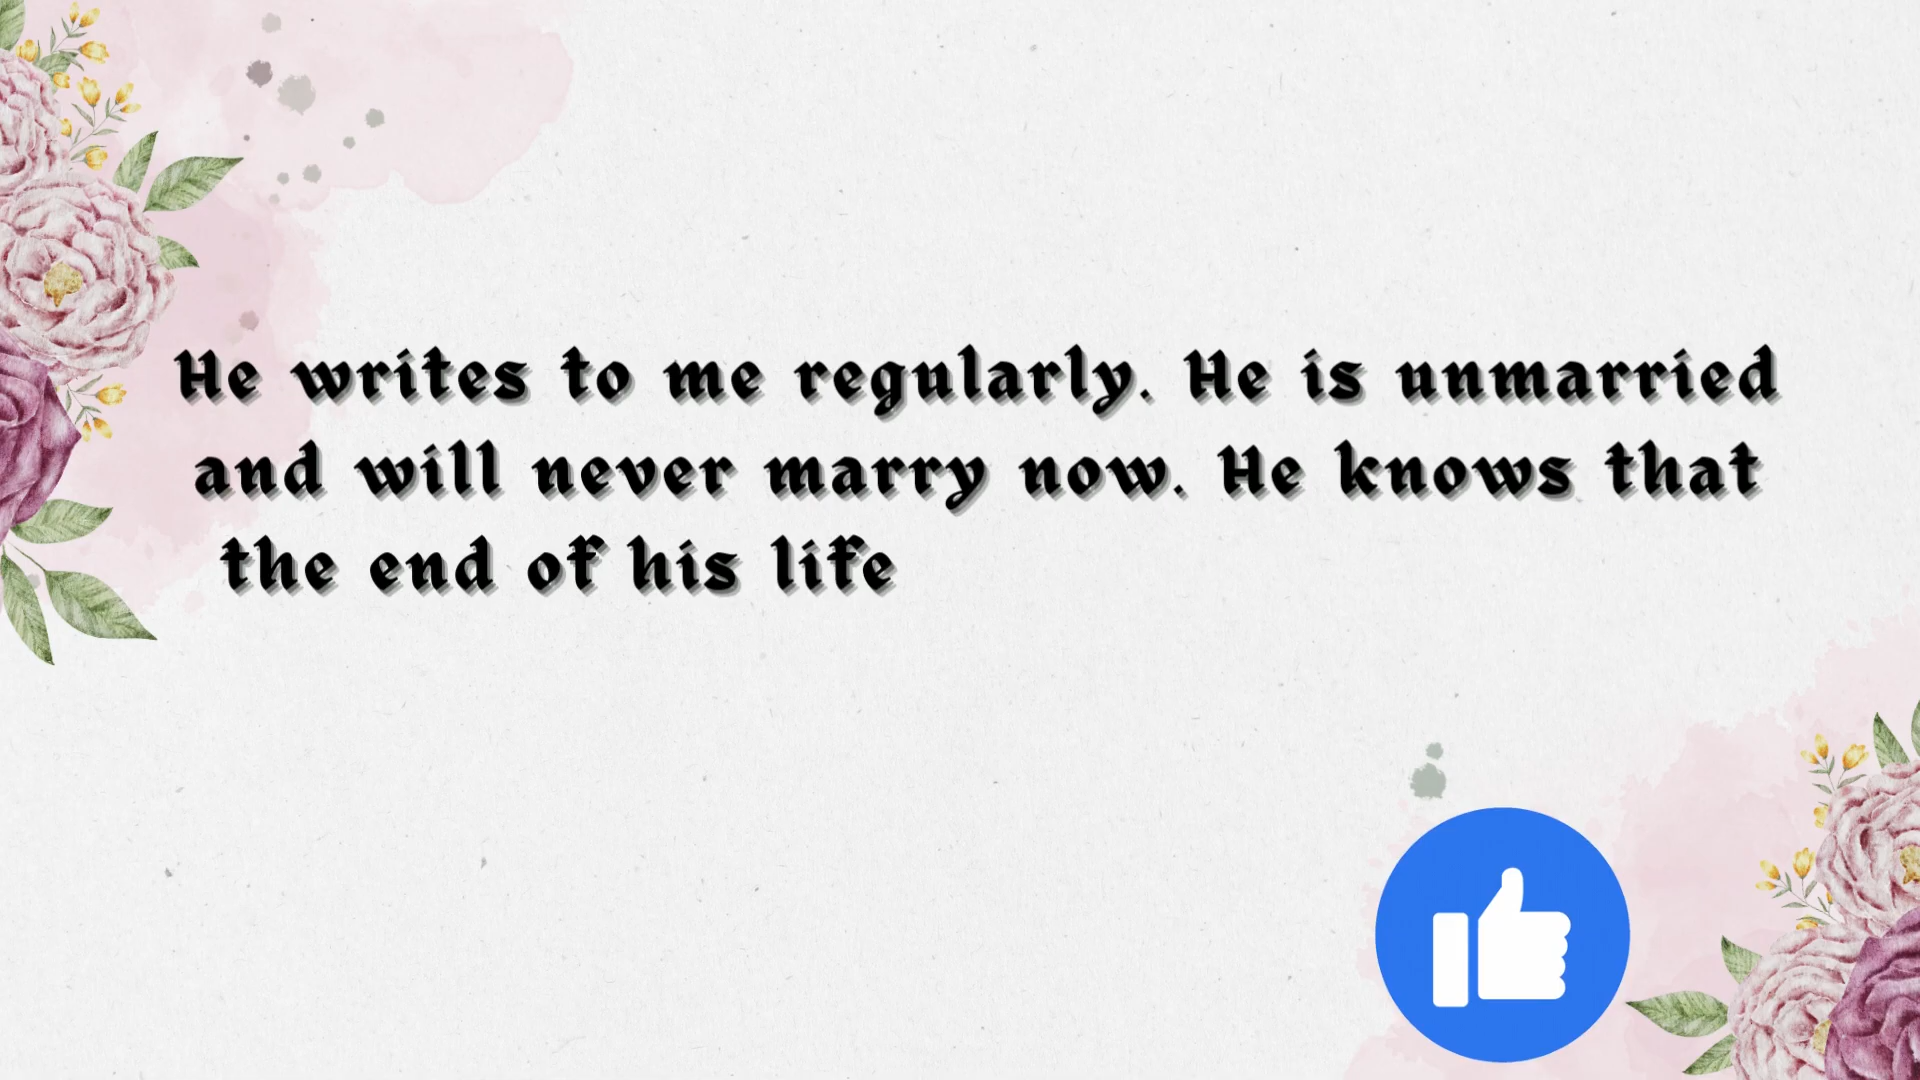 He writes to me regularly. He is unmarried
and will never marry now. He knows that
the end of his life